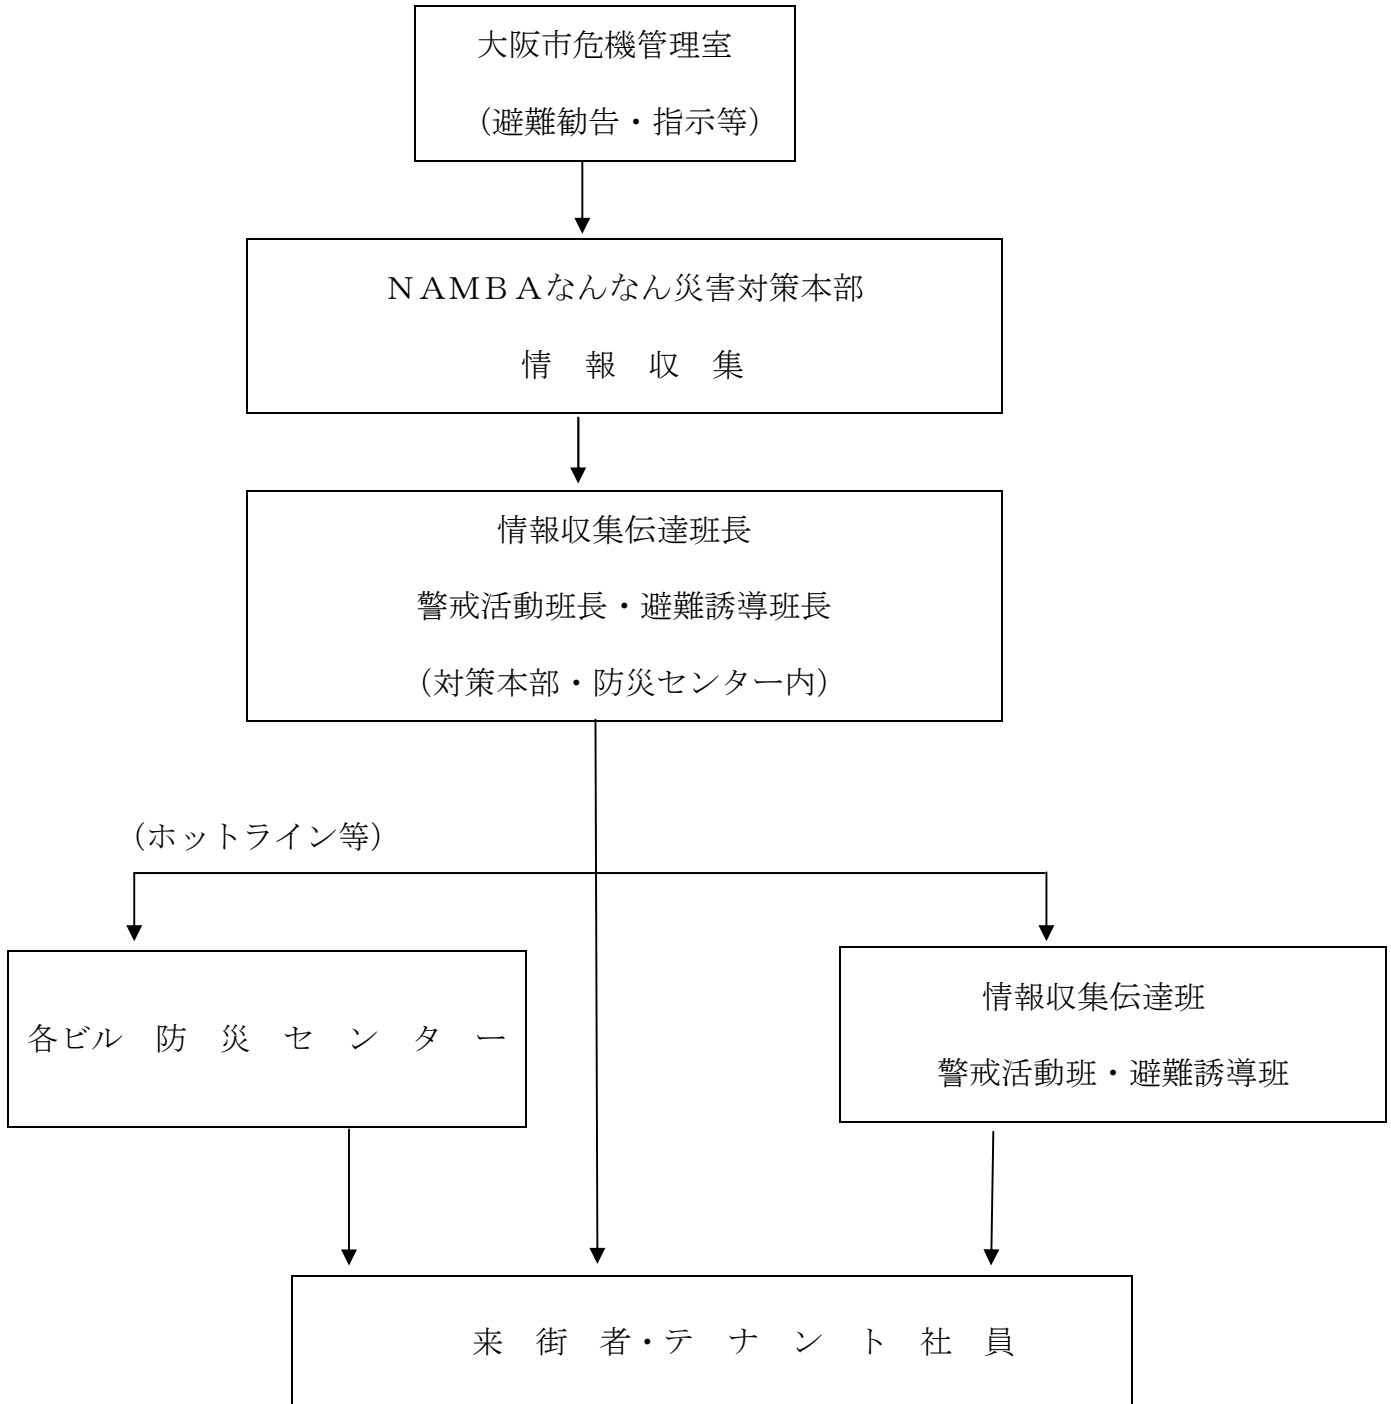 大阪市危機管理室
（避難勧告・指示等）
ＮＡＭＢＡなんなん災害対策本部
情　報　収　集
情報収集伝達班長
警戒活動班長・避難誘導班長
（対策本部・防災センター内）
（ホットライン等）
各ビル　防　災　セ　ン　タ　ー
情報収集伝達班
警戒活動班・避難誘導班
来　街　者・テ　ナ　ン　ト　社　員